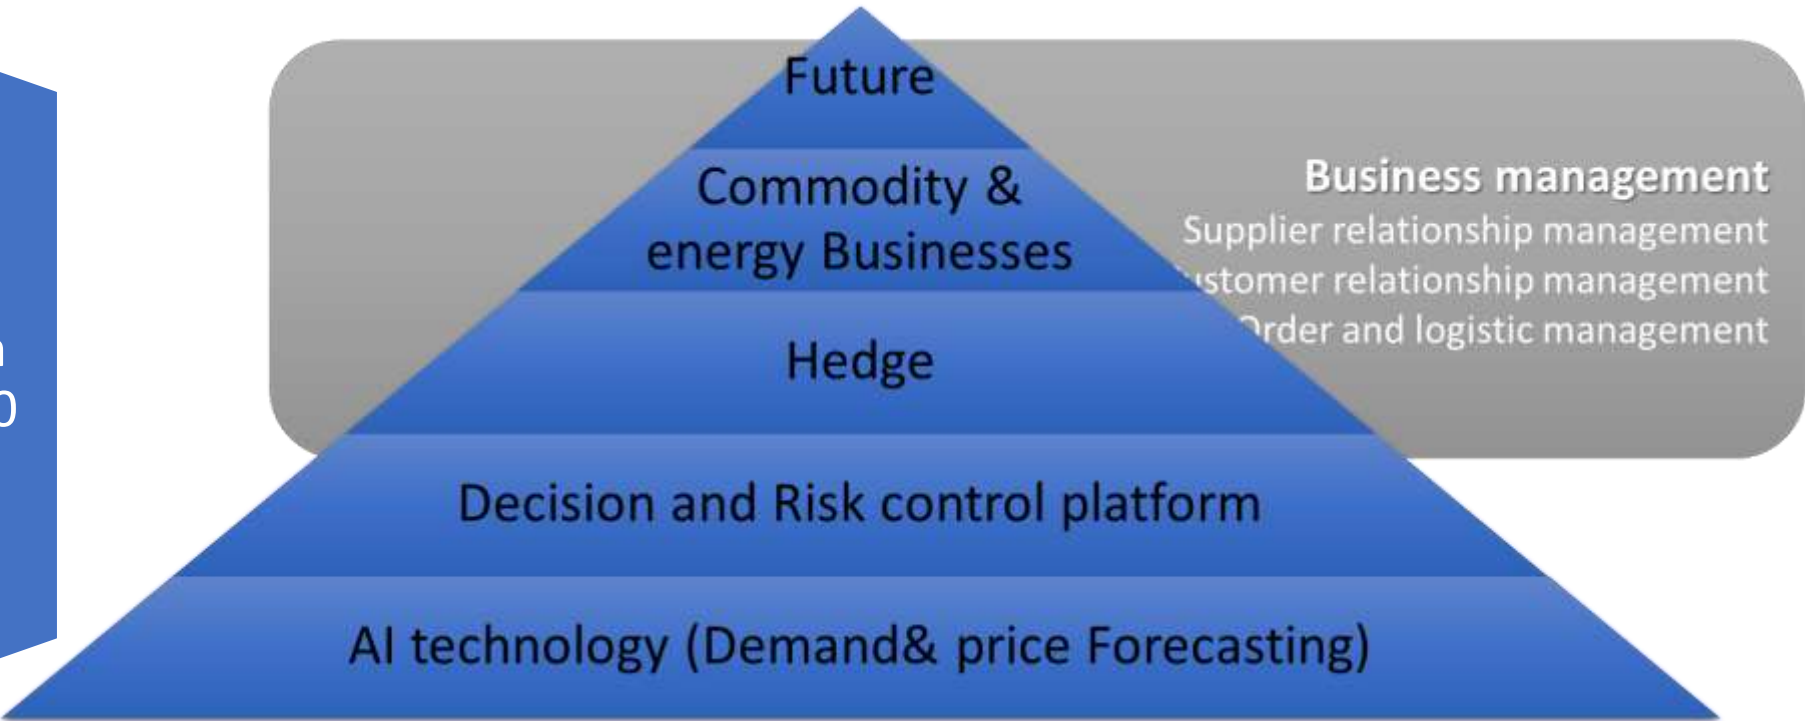 Future
Commodity &
energy Businesses
Hedge
Decision and Risk control platform
AI technology (Demand& price Forecasting)
Business management
Supplier relationship management
relationship management
and logistic management